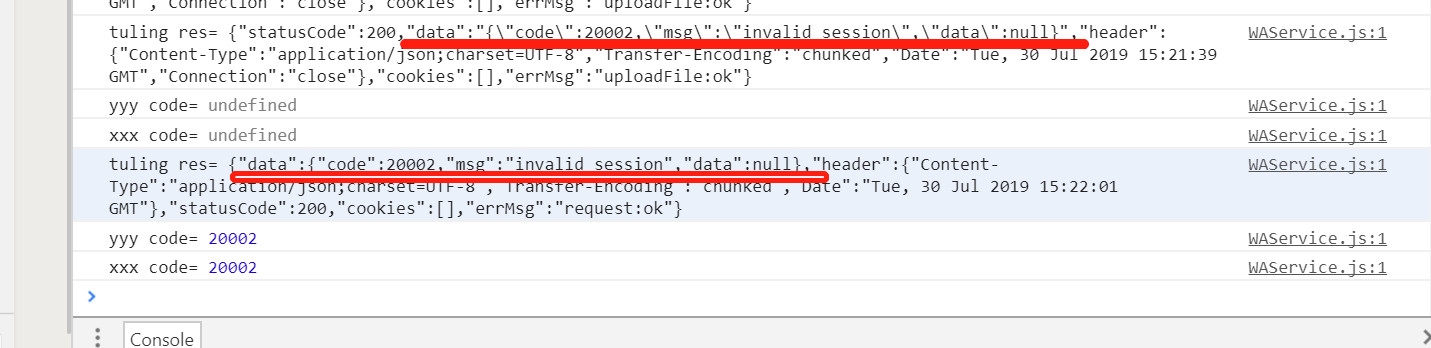 GMT","Connection":"close"},"cookies":[],"errMsg":"uploadFile:ok"}
tuling res= {"statusCode":200,"data":"{\"code\":20002,\"msg\":\"invalid session\",\"data\":null}","header":
WAService.js:1
{"Content-Type":"application/json;charset=UTF-8","Transfer-Encoding":"chunked","Date":"Tue, 30 Jul 2019 15:21:39
GMT","Connection":"close"},"cookies":[],"errMsg":"uploadFile:ok"}
yyy code= undefined
WAService.js:1
xxx code= undefined
WAService.js:1
tuling res= {"data":{"code":20002,"msg":"invalid session","data":null},"header":{"Content-
WAService.js:1
Type":"application/json;charset=UTF-8","Transfer-Encoding":"chunked","Date":"Tue, 30 Jul 2019 15:22:01
GMT"},"statusCode":200,"cookies":[],"errMsg":"request:ok"}
yyy code= 20002
WAService.js:1
xxx code= 20002
WAService.js:1
Console